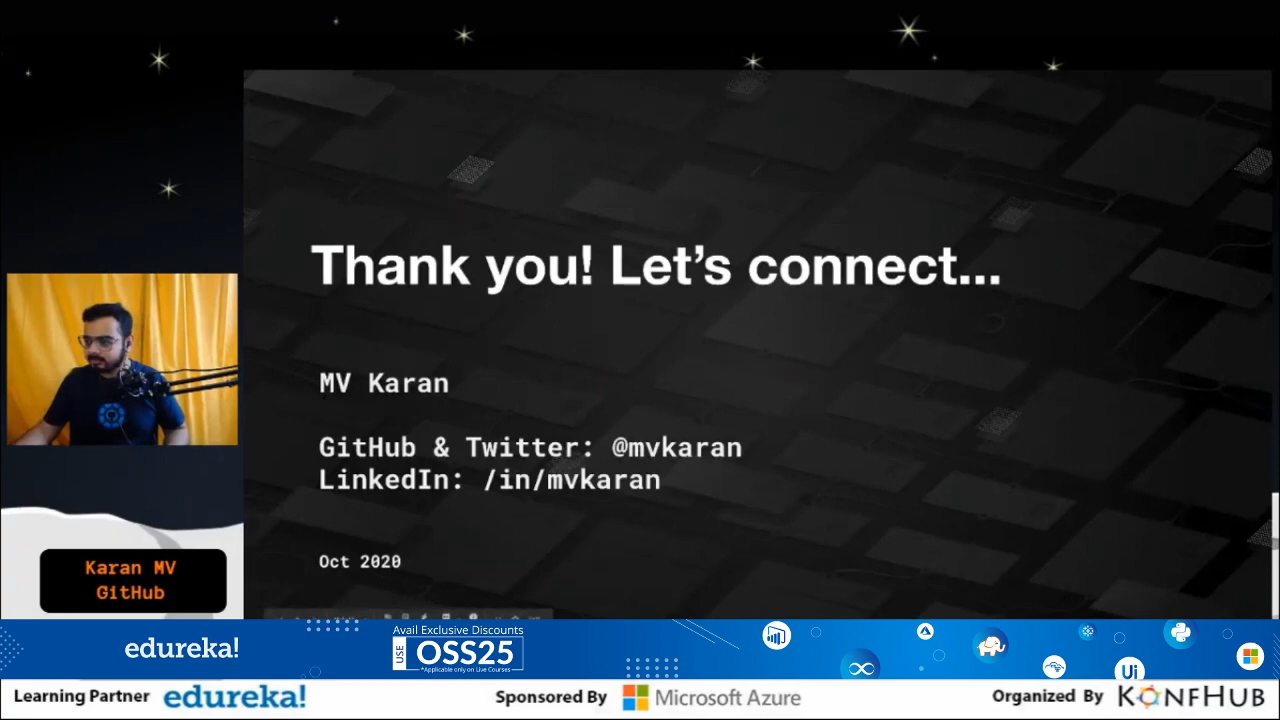 Thank you! Let's connect...
MV Karan
GitHub & Twitter: @mvkaran
LinkedIn: /in/mvkaran
Oct 2020
Karan MV
GitHub
edureka!
Avail Exclusive Discounts
USE
OSS25
*Applicable only on Live Courses
Ui
Learning Partner
edureka!
Sponsored By
Microsoft Azure
Organized By
KONFHUB